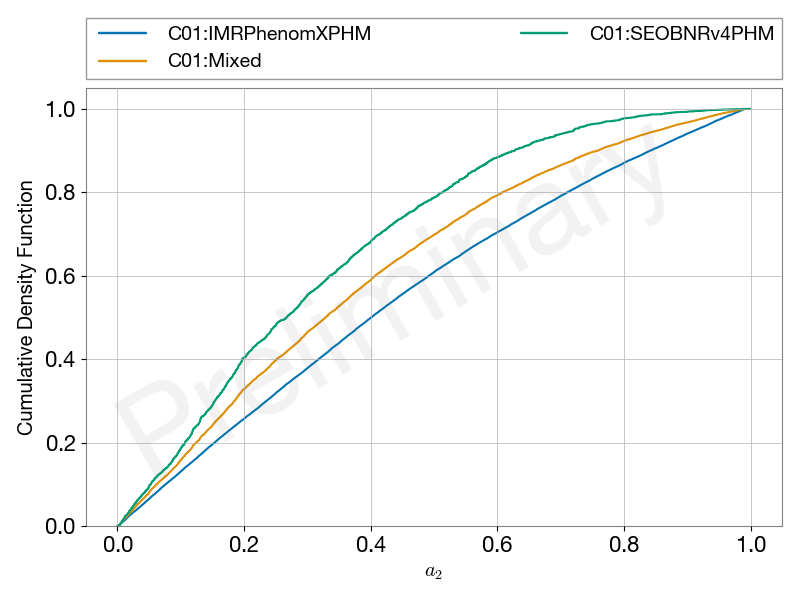 C01:IMRPhenomXPHM
C01:Mixed
C01:SEOBNRv4PHM
Cumulative Density Function
1.0
0.8
0.6
0.4
0.2
0.0
Preliminary
0.0 0.2 0.4 0.6 0.8 1.0
a₂